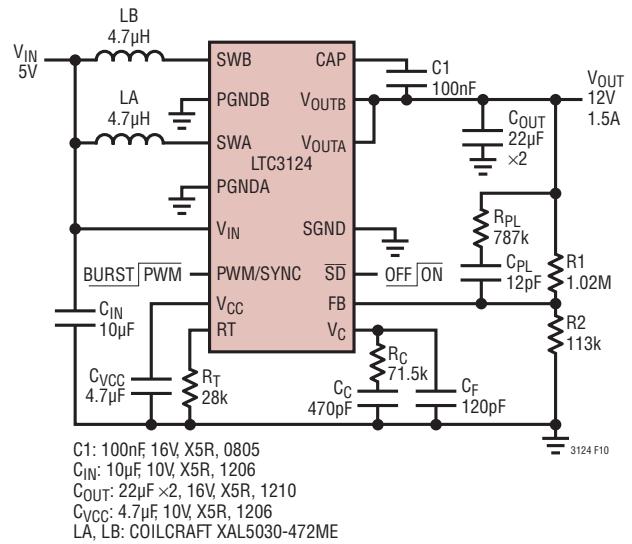 LB
4.7µH
VIN
5V
LA
4.7µH
SWB
PGNDB
SWA
PGNDA
VIN
PWM/SYNC
VCC
RT
CAP
VOUTB
VOUTA
LTC3124
SGND
SD
FB
VC
C1
100nF
VOUT
12V
1.5A
COUT
22µF
×2
RPL
787k
CPL
12pF
R1
1.02M
R2
113k
BURST PWM
OFF ON
CIN
10µF
CVCC
4.7µF
RT
28k
RC
71.5k
CC
470pF
CF
120pF
3124 F10
C1: 100nF, 16V, X5R, 0805
CIN: 10µF, 10V, X5R, 1206
COUT: 22µF ×2, 16V, X5R, 1210
CVCC: 4.7µF, 10V, X5R, 1206
LA, LB: COILCRAFT XAL5030-472ME